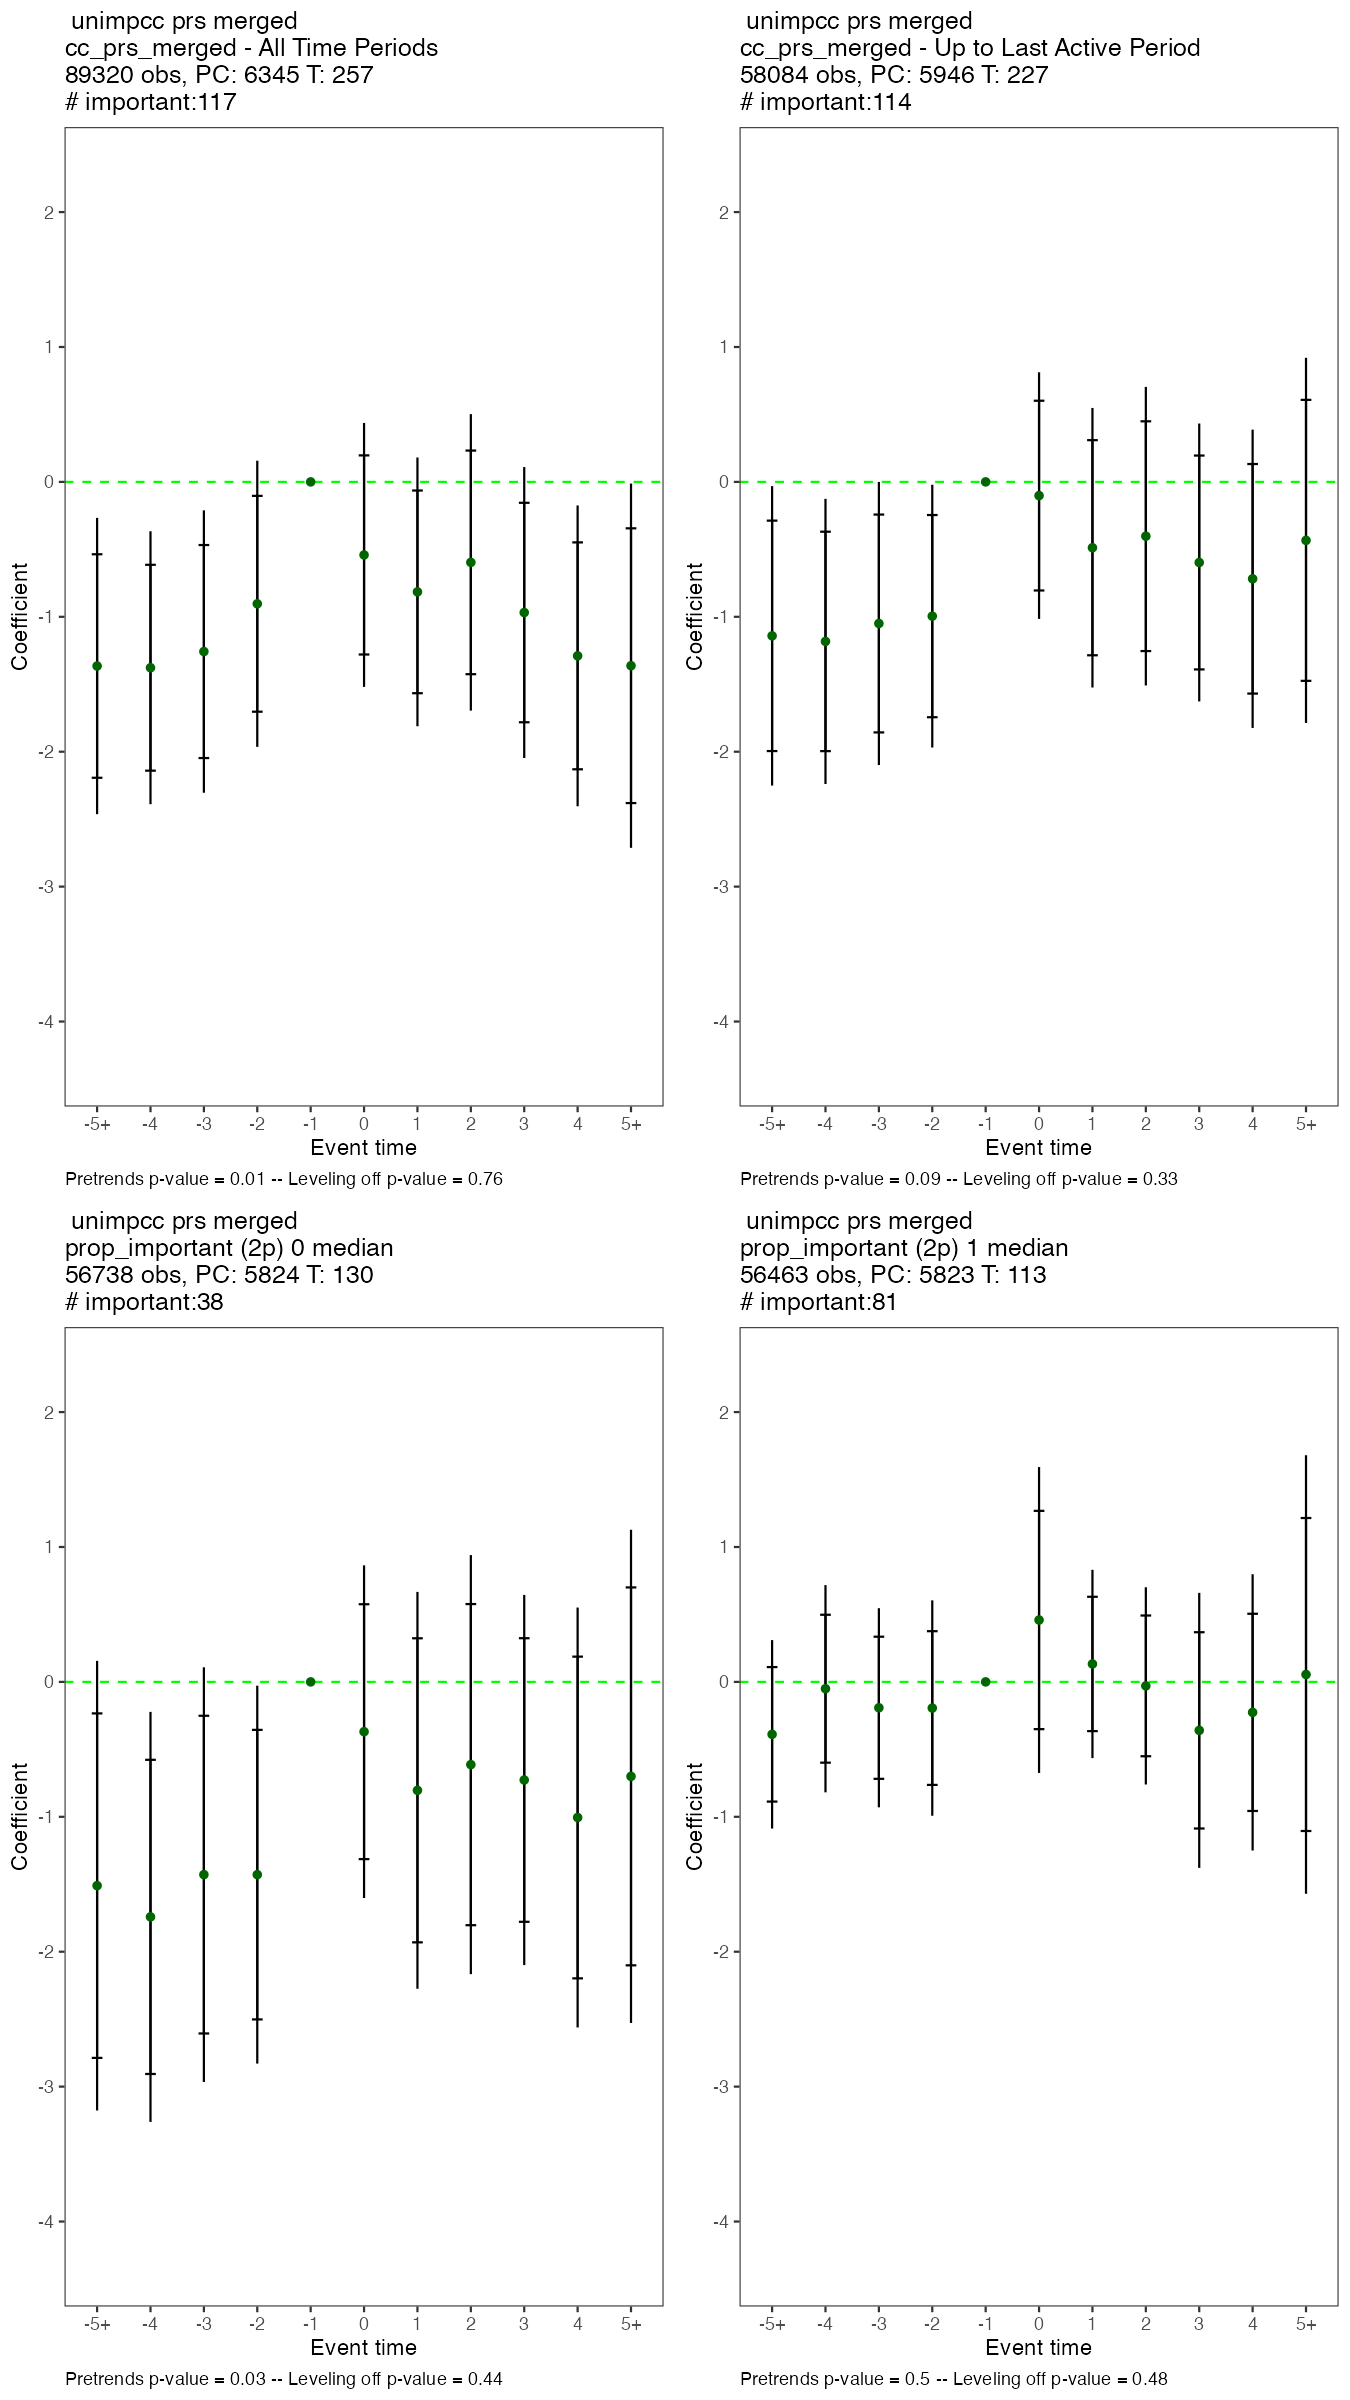 unimpcc prs merged
cc_prs_merged - All Time Periods
89320 obs, PC: 6345 T: 257
# important:117
2
1
0
-1
-2
-3
-4
Coefficient
-5+ -4 -3 -2 -1 0 1 2 3 4 5+
Event time
Pretrends p-value = 0.01 -- Leveling off p-value = 0.76
unimpcc prs merged
cc_prs_merged - Up to Last Active Period
58084 obs, PC: 5946 T: 227
# important:114
2
1
0
-1
-2
-3
-4
Coefficient
-5+ -4 -3 -2 -1 0 1 2 3 4 5+
Event time
Pretrends p-value = 0.09 -- Leveling off p-value = 0.33
unimpcc prs merged
prop_important (2p) 0 median
56738 obs, PC: 5824 T: 130
# important:38
2
1
0
-1
-2
-3
-4
Coefficient
-5+ -4 -3 -2 -1 0 1 2 3 4 5+
Event time
Pretrends p-value = 0.03 -- Leveling off p-value = 0.44
unimpcc prs merged
prop_important (2p) 1 median
56463 obs, PC: 5823 T: 113
# important:81
2
1
0
-1
-2
-3
-4
Coefficient
-5+ -4 -3 -2 -1 0 1 2 3 4 5+
Event time
Pretrends p-value = 0.5 -- Leveling off p-value = 0.48